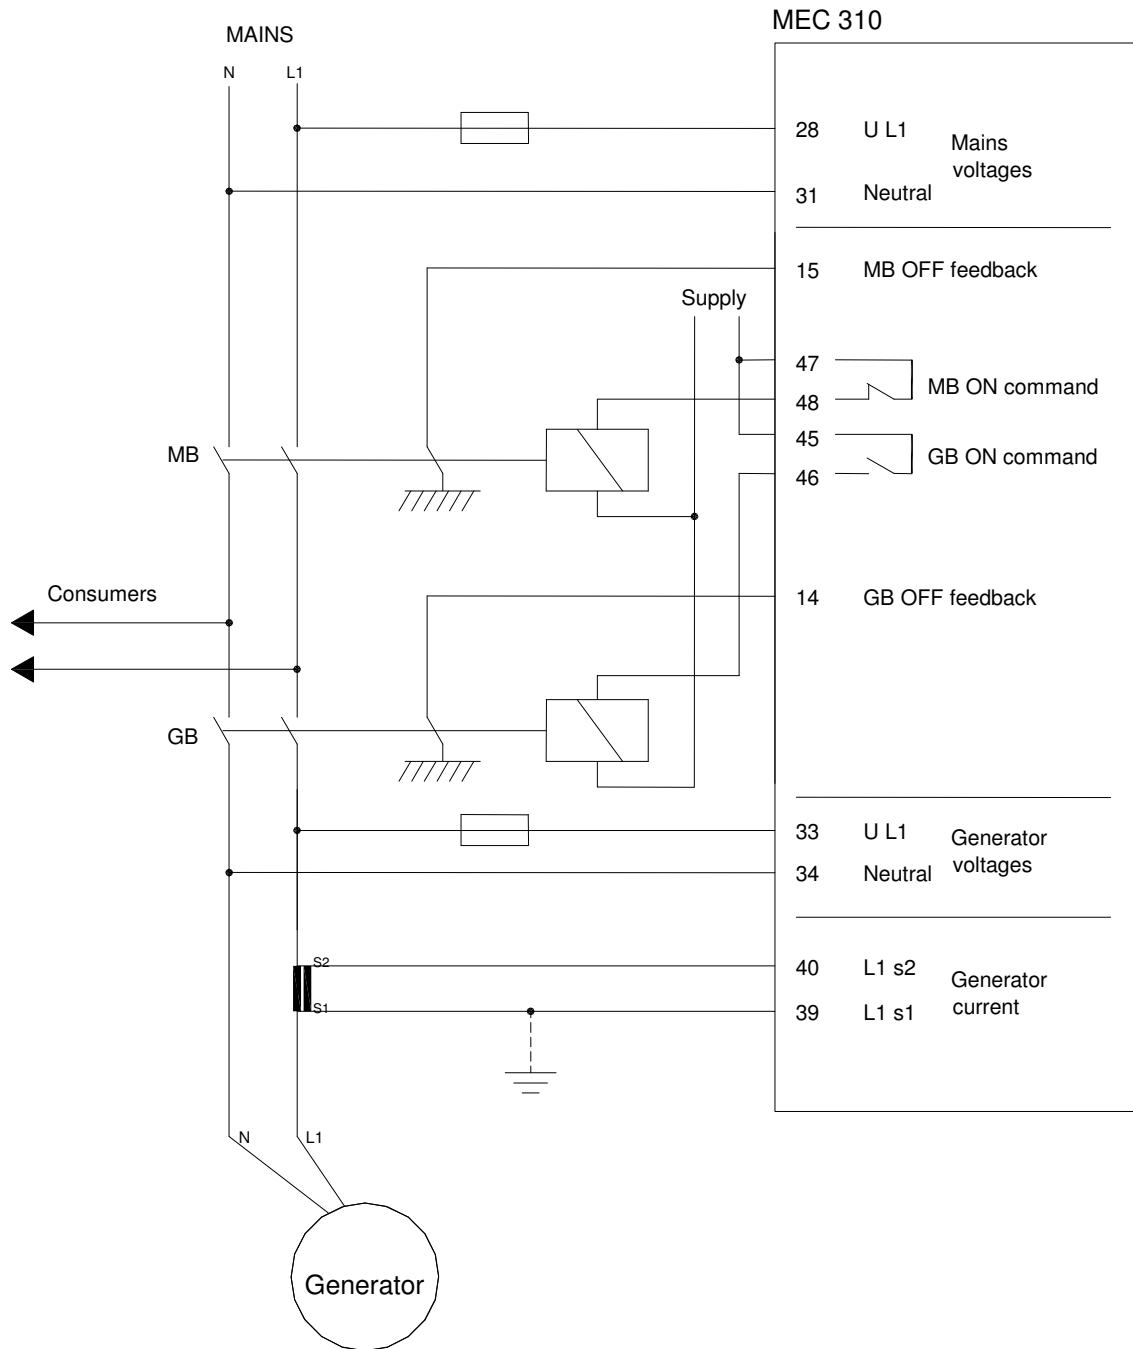 MEC 310
MAINS
N L1
28 U L1
Mains
voltages
31 Neutral
15 MB OFF feedback
Supply
47
MB ON command
48
45
GB ON command
46
MB
Consumers
14 GB OFF feedback
GB
33 U L1
Generator
voltages
34 Neutral
S2
40 L1 s2
Generator
current
S1
39 L1 s1
N L1
Generator